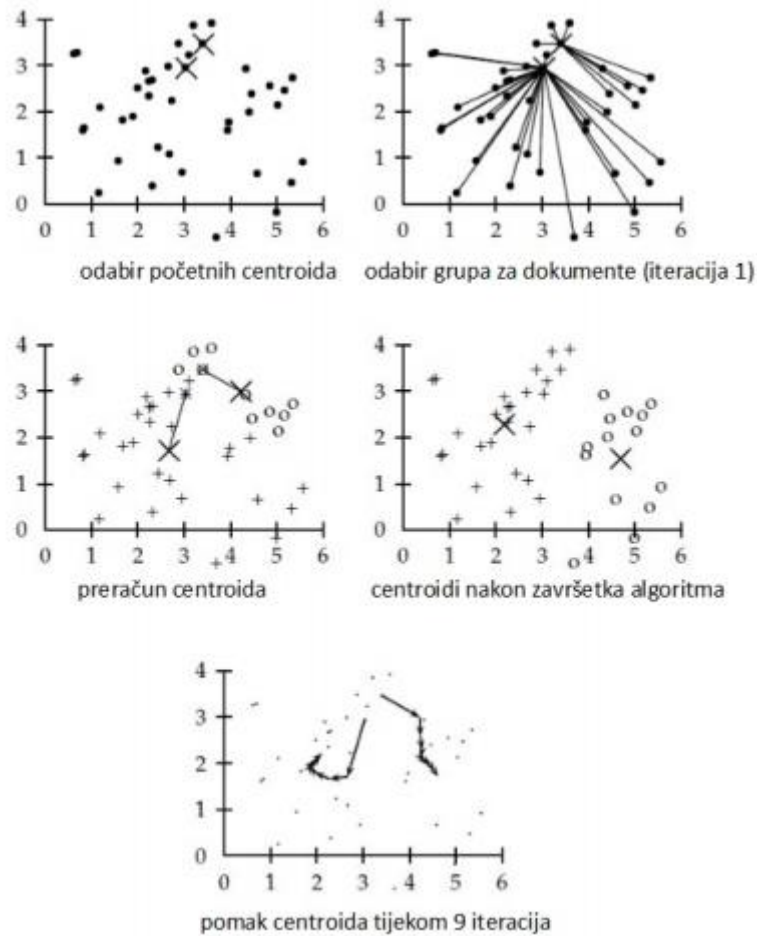 4
3
2
1
0
0 1 2 3 4 5 6
odabir početnih centroida
4
3
2
1
0
0 1 2 3 4 5 6
odabir grupa za dokumente (iteracija 1)
4
3
2
1
0
0 1 2 3 4 5 6
preračun centroida
4
3
2
1
0
0 1 2 3 4 5 6
centroidi nakon završetka algoritma
4
3
2
1
0
0 1 2 3 4 5 6
pomak centroida tijekom 9 iteracija